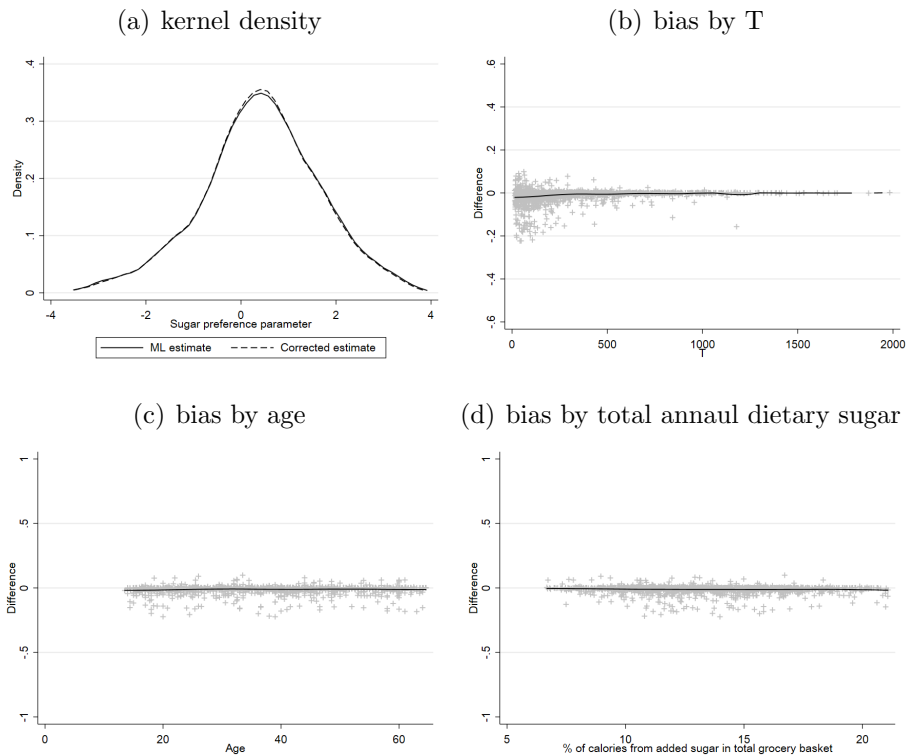 (a) kernel density
Density
0 .1 .2 .3 .4
-4 -2 0 2 4
Sugar preference parameter
ML estimate Corrected estimate
(b) bias by T
Difference
-.6 -.4 -.2 0 .2 .4 .6
0 500 1000 1500 2000
T
(c) bias by age
Difference
-1 -.5 0 .5 1
0 20 40 60
Age
(d) bias by total annaul dietary sugar
Difference
-1 -.5 0 .5 1
5 10 15 20
% of calories from added sugar in total grocery basket